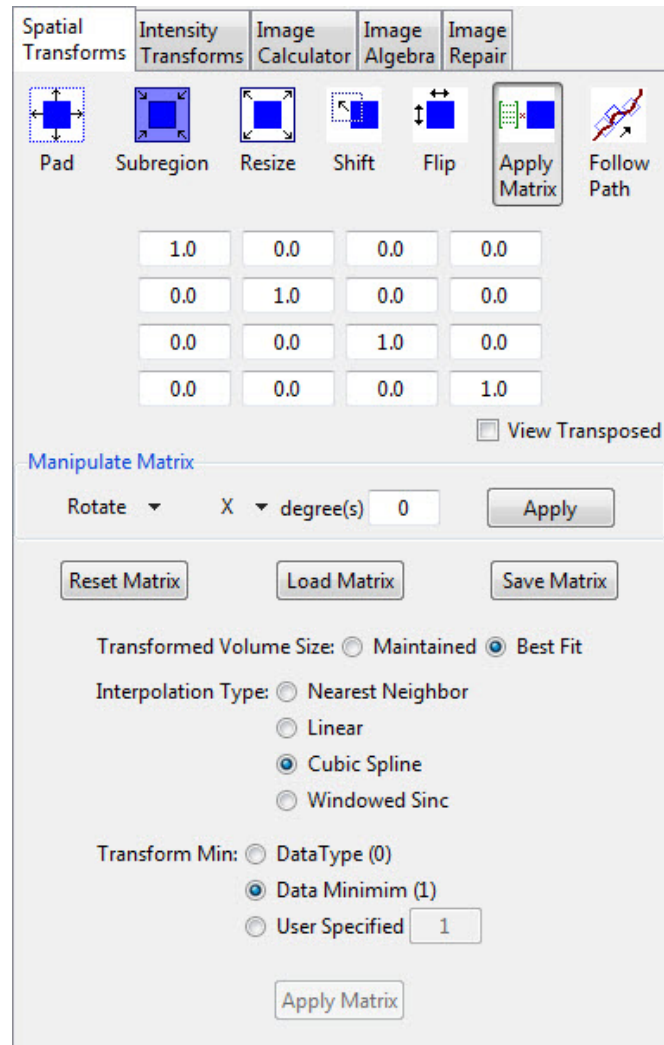 Spatial Transforms
Intensity Transforms
Image Calculator
Image Algebra
Image Repair
Pad
Subregion
Resize
Shift
Flip
Apply Matrix
Follow Path
1.0 0.0 0.0 0.0
0.0 1.0 0.0 0.0
0.0 0.0 1.0 0.0
0.0 0.0 0.0 1.0
View Transposed
Manipulate Matrix
Rotate X degree(s) 0 Apply
Reset Matrix Load Matrix Save Matrix
Transformed Volume Size: Maintained Best Fit
Interpolation Type: Nearest Neighbor
Linear
Cubic Spline
Windowed Sinc
Transform Min: DataType (0)
Data Minimim (1)
User Specified 1
Apply Matrix